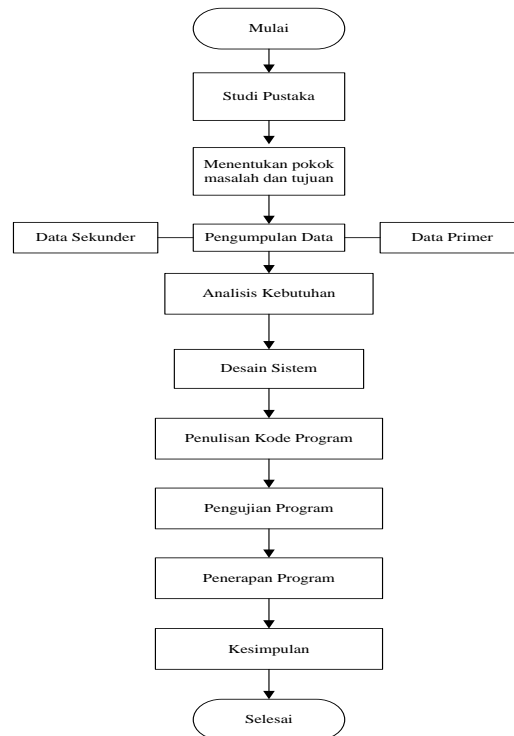 Mulai
Studi Pustaka
Menentukan pokok
masalah dan tujuan
Data Sekunder
Pengumpulan Data
Data Primer
Analisis Kebutuhan
Desain Sistem
Penulisan Kode Program
Pengujian Program
Penerapan Program
Kesimpulan
Selesai